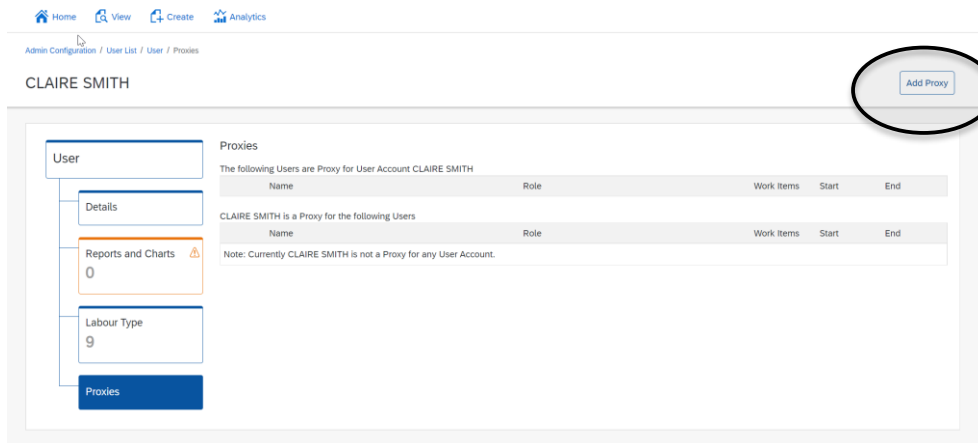 Home View Create Analytics
Admin Configuration / User List / User / Proxies
CLAIRE SMITH
Add Proxy
User
Details
Reports and Charts
0
Labour Type
9
Proxies
Proxies
The following Users are Proxy for User Account CLAIRE SMITH
Name Role Work Items Start End
CLAIRE SMITH is a Proxy for the following Users
Name Role Work Items Start End
Note: Currently CLAIRE SMITH is not a Proxy for any User Account.